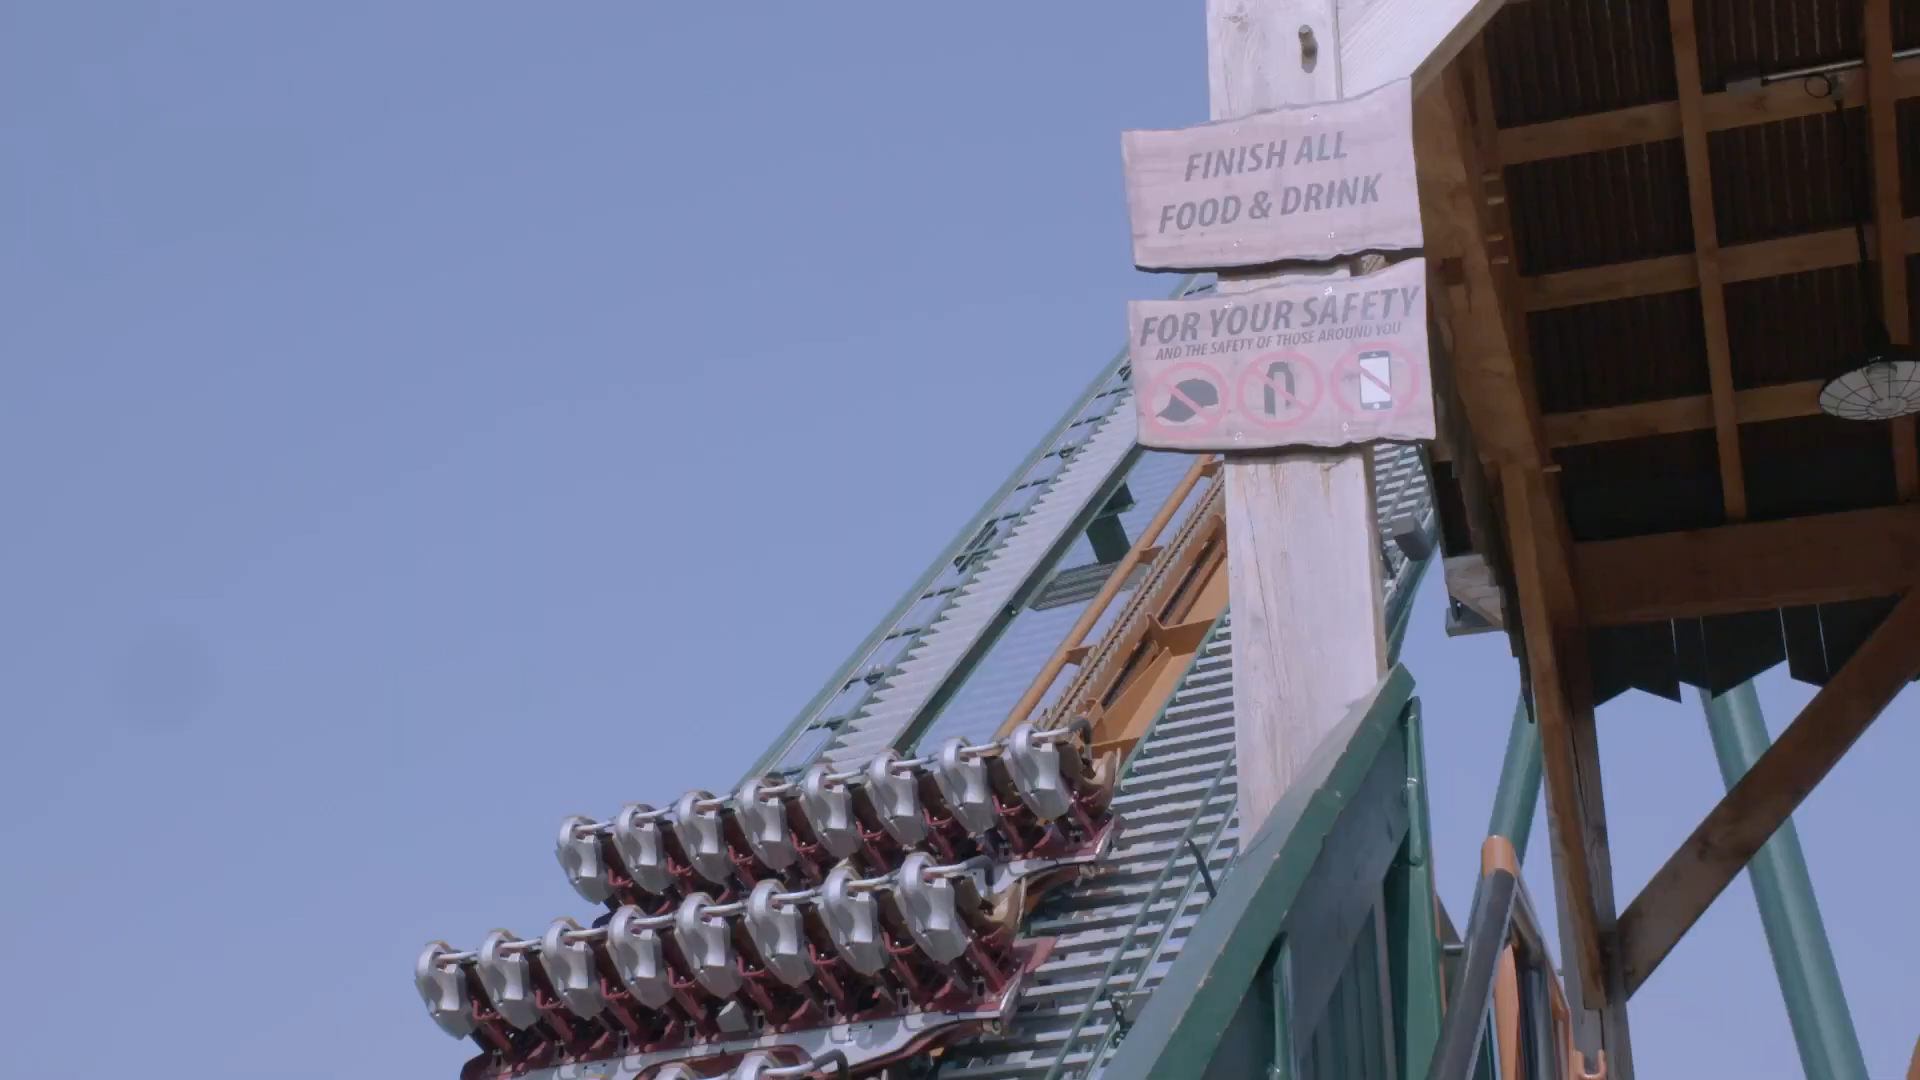 FINISH ALL
FOOD & DRINK
FOR YOUR SAFETY
AND THE SAFETY OF THOSE AROUND YOU